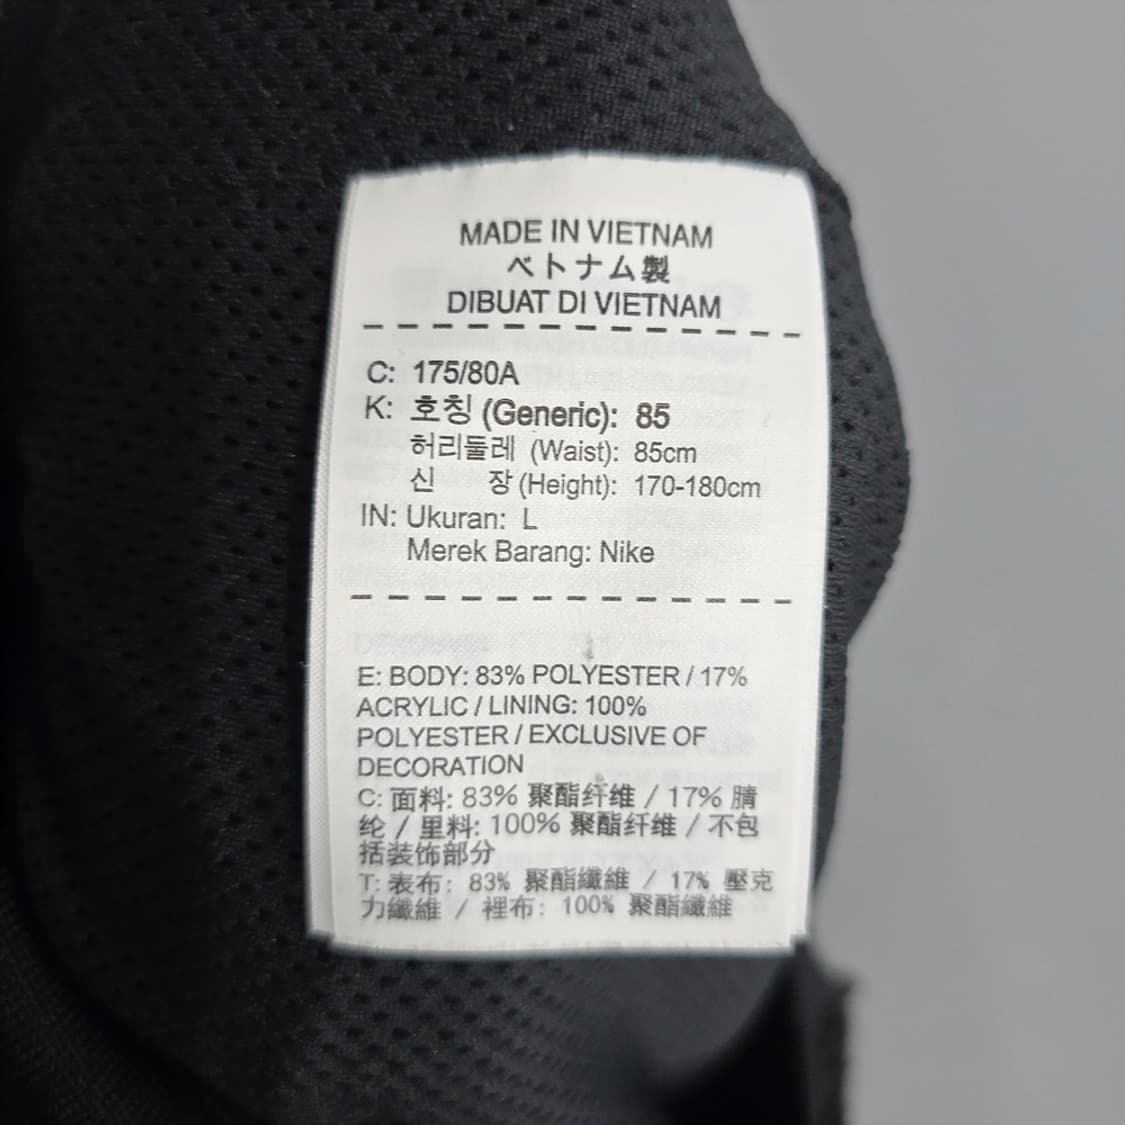 MADE IN VIETNAM
ベトナム製
DIBUAT DI VIETNAM
C: 175/80A
K: 호칭 (Generic): 85
허리둘레 (Waist): 85cm
신 장 (Height): 170-180cm
IN: Ukuran: L
Merek Barang: Nike
E: BODY: 83% POLYESTER / 17%
ACRYLIC / LINING: 100%
POLYESTER / EXCLUSIVE OF
DECORATION
C: 面料: 83% 聚酯纤维 / 17% 腈
纶 / 里料: 100% 聚酯纤维 / 不包
括装饰部分
T: 表布: 83% 聚酯纖維 / 17% 壓克
力纖維 / 裡布: 100% 聚酯纖維